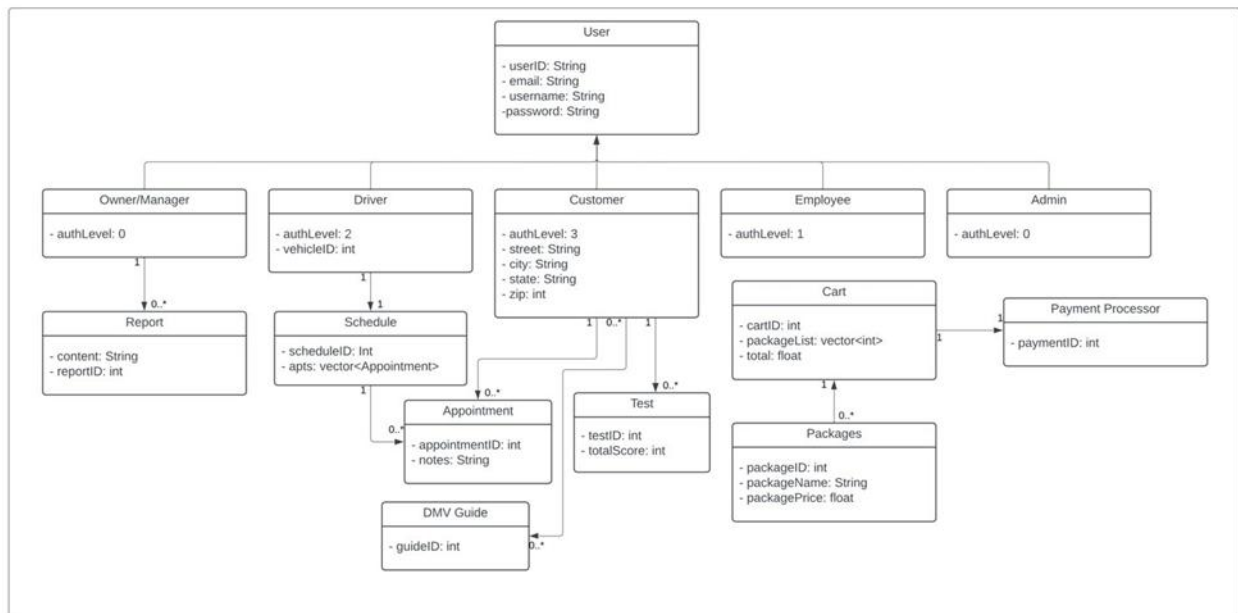 User
- userID: String
- email: String
- username: String
-password: String
Owner/Manager
- authLevel: 0
Driver
- authLevel: 2
- vehicleID: int
Customer
- authLevel: 3
- street: String
- city: String
- state: String
- zip: int
Employee
- authLevel: 1
Admin
- authLevel: 0
1
0..*
1
1
1
0..*
1
Report
- content: String
- reportID: int
Schedule
- scheduleID: Int
- apts: vector<Appointment>
1
0..*
0..*
Appointment
- appointmentID: int
- notes: String
0..*
Test
- testID: int
- totalScore: int
DMV Guide
- guideID: int
0..*
Cart
- cartID: int
- packageList: vector<int>
- total: float
1
1
Payment Processor
- paymentID: int
1
0..*
Packages
- packageID: int
- packageName: String
- packagePrice: float